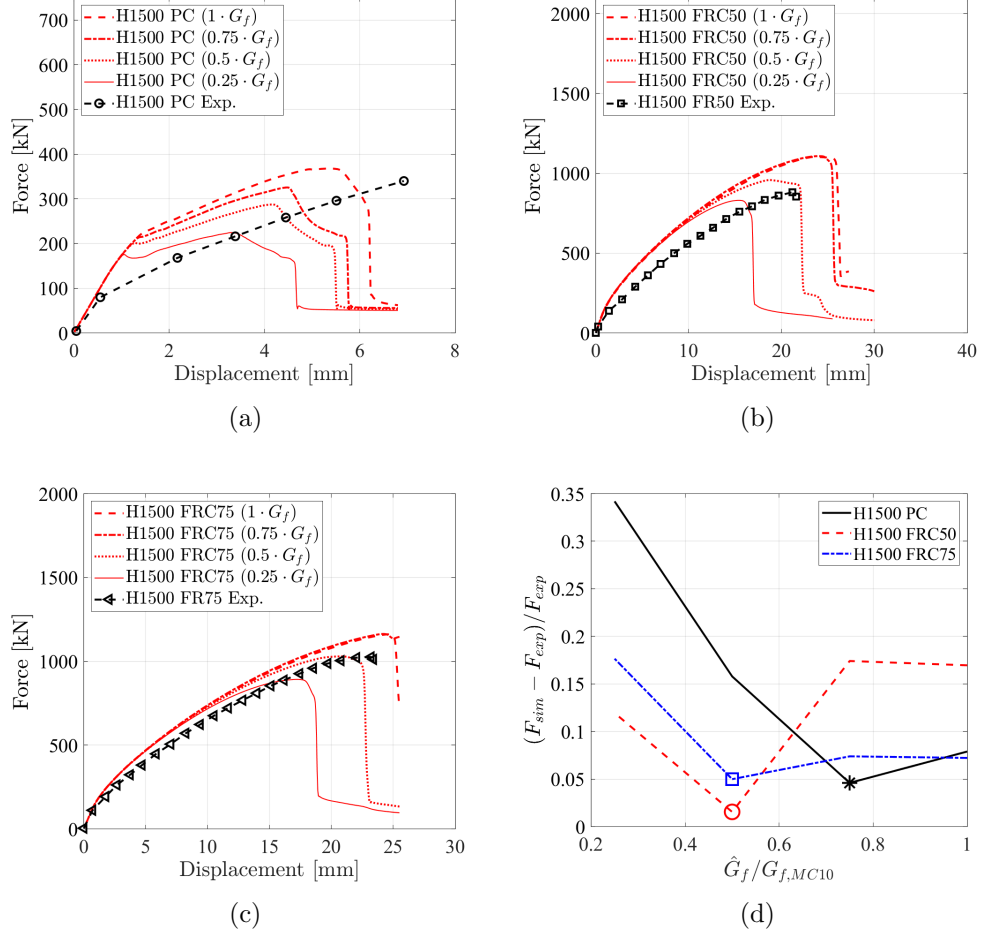 700
600
500
400
300
200
100
0
Force [kN]
H1500 PC (1 · G_f)
H1500 PC (0.75 · G_f)
H1500 PC (0.5 · G_f)
H1500 PC (0.25 · G_f)
H1500 PC Exp.
0 2 4 6 8
Displacement [mm]
(a)
2000
1500
1000
500
0
Force [kN]
H1500 FRC50 (1 · G_f)
H1500 FRC50 (0.75 · G_f)
H1500 FRC50 (0.5 · G_f)
H1500 FRC50 (0.25 · G_f)
H1500 FR50 Exp.
0 10 20 30 40
Displacement [mm]
(b)
2000
1500
1000
500
0
Force [kN]
H1500 FRC75 (1 · G_f)
H1500 FRC75 (0.75 · G_f)
H1500 FRC75 (0.5 · G_f)
H1500 FRC75 (0.25 · G_f)
H1500 FR75 Exp.
0 5 10 15 20 25 30
Displacement [mm]
(c)
0.35
0.3
0.25
0.2
0.15
0.1
0.05
0
(F_sim − F_exp)/F_exp
H1500 PC
H1500 FRC50
H1500 FRC75
0.2 0.4 0.6 0.8 1
Ĝ_f/G_f,MC10
(d)